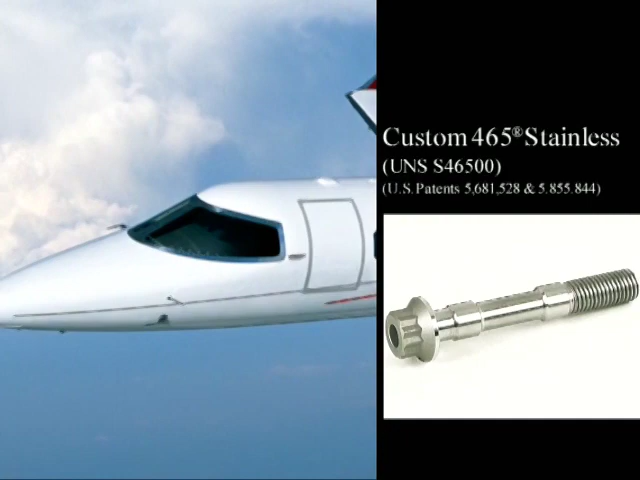 Custom 465® Stainless
(UNS S46500)
(U.S. Patents 5,681,528 & 5.855.844)